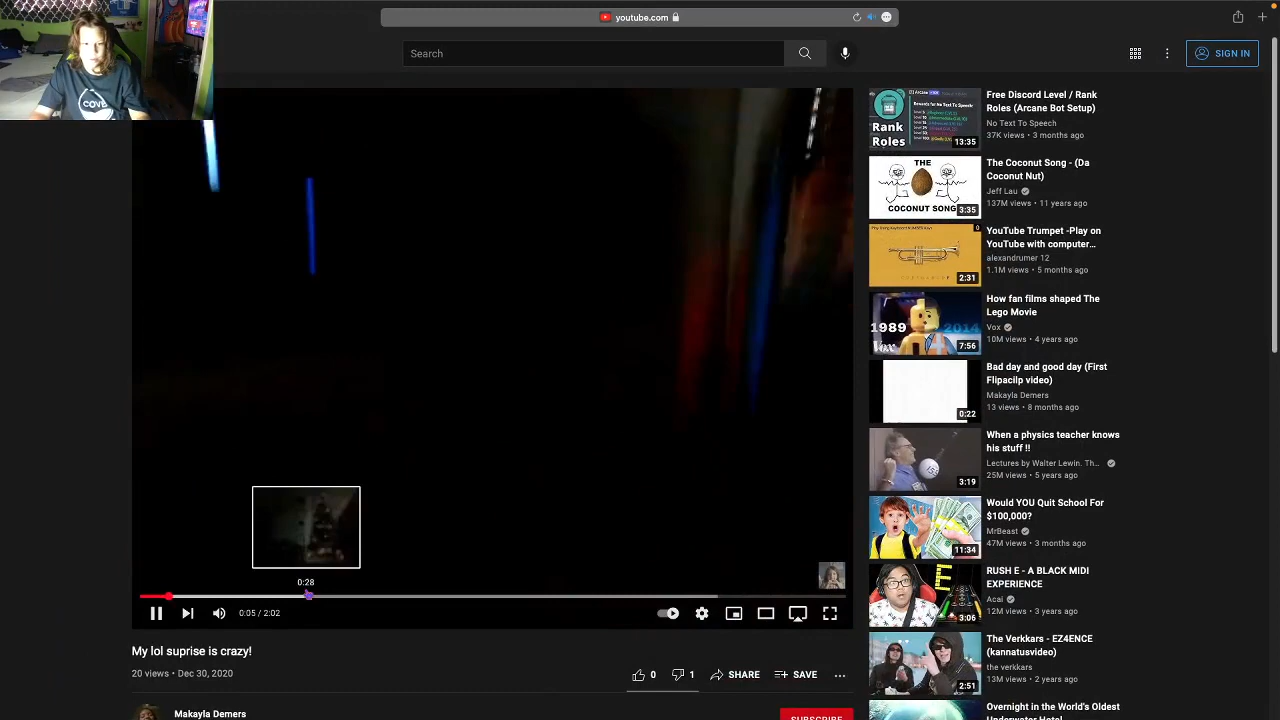 youtube.com
Search
SIGN IN
COVE
0:28
0:05 / 2:02
My lol suprise is crazy!
20 views • Dec 30, 2020
0
1
SHARE
SAVE
Makayla Demers
SUBSCRIBE
Rank
Roles
13:35
Free Discord Level / Rank
Roles (Arcane Bot Setup)
No Text To Speech
37K views • 3 months ago
THE
COCONUT SONG
3:35
The Coconut Song - (Da
Coconut Nut)
Jeff Lau
137M views • 11 years ago
2:31
YouTube Trumpet -Play on
YouTube with computer...
alexandrumer 12
1.1M views • 5 months ago
1989
2014
Vox
7:56
How fan films shaped The
Lego Movie
Vox
10M views • 4 years ago
0:22
Bad day and good day (First
Flipacilp video)
Makayla Demers
13 views • 8 months ago
3:19
When a physics teacher knows
his stuff !!
Lectures by Walter Lewin. Th...
25M views • 5 years ago
11:34
Would YOU Quit School For
$100,000?
MrBeast
47M views • 3 months ago
E
3:06
RUSH E - A BLACK MIDI
EXPERIENCE
Acai
12M views • 3 years ago
2:51
The Verkkars - EZ4ENCE
(kannatusvideo)
the verkkars
13M views • 2 years ago
Overnight in the World's Oldest
Underwater Hotel